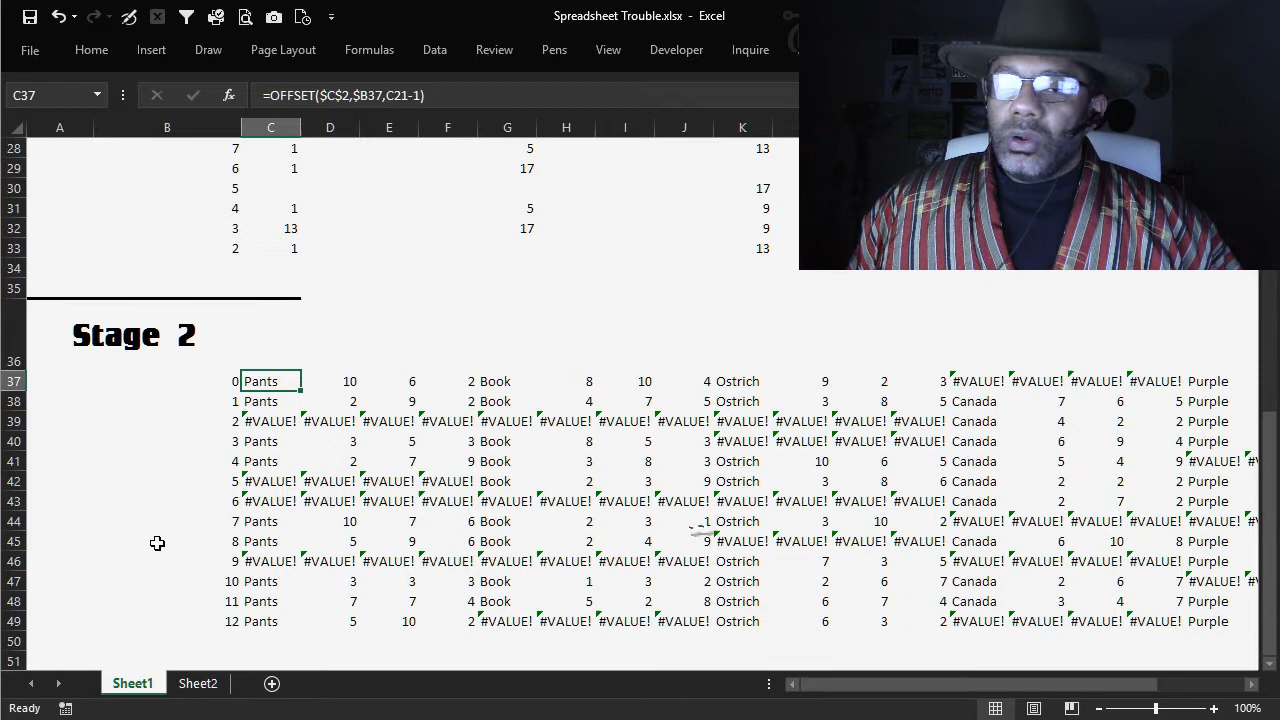 Spreadsheet Trouble.xlsx - Excel
File Home Insert Draw Page Layout Formulas Data Review Pens View Developer Inquire
C37 fx =OFFSET($C$2,$B37,C21-1)
A B C D E F G H I J K
28 7 1 5 13
29 6 1 17
30 5 17
31 4 1 5 9
32 3 13 17 9
33 2 1 13
34
35
Stage 2
36
37 0 Pants 10 6 2 Book 8 10 4 Ostrich 9 2 3 #VALUE! #VALUE! #VALUE! #VALUE! Purple
38 1 Pants 2 9 2 Book 4 7 5 Ostrich 3 8 5 Canada 7 6 5 Purple
39 2 #VALUE! #VALUE! #VALUE! #VALUE! #VALUE! #VALUE! #VALUE! #VALUE! #VALUE! #VALUE! #VALUE! #VALUE! Canada 4 2 2 Purple
40 3 Pants 3 5 3 Book 8 5 3 #VALUE! #VALUE! #VALUE! #VALUE! Canada 6 9 4 Purple
41 4 Pants 2 7 9 Book 3 8 3 Ostrich 10 6 5 Canada 5 4 9 #VALUE! #V
42 5 #VALUE! #VALUE! #VALUE! #VALUE! Book 2 3 9 Ostrich 3 8 6 Canada 2 2 2 Purple
43 6 #VALUE! #VALUE! #VALUE! #VALUE! #VALUE! #VALUE! #VALUE! #VALUE! #VALUE! #VALUE! #VALUE! #VALUE! Canada 2 7 2 Purple
44 7 Pants 10 7 6 Book 2 3 1 Ostrich 3 10 2 #VALUE! #VALUE! #VALUE! #VALUE! #V
45 8 Pants 5 9 6 Book 2 4 9 #VALUE! #VALUE! #VALUE! #VALUE! Canada 6 10 8 Purple
46 9 #VALUE! #VALUE! #VALUE! #VALUE! #VALUE! #VALUE! #VALUE! #VALUE! Ostrich 7 3 5 #VALUE! #VALUE! #VALUE! #VALUE! Purple
47 10 Pants 3 3 3 Book 1 3 2 Ostrich 2 6 7 Canada 2 6 7 #VALUE! #V
48 11 Pants 7 7 4 Book 5 2 8 Ostrich 6 7 4 Canada 3 4 7 Purple
49 12 Pants 5 10 2 #VALUE! #VALUE! #VALUE! #VALUE! Ostrich 6 3 2 #VALUE! #VALUE! #VALUE! #VALUE! Purple
50
51
Sheet1 Sheet2
Ready 100%